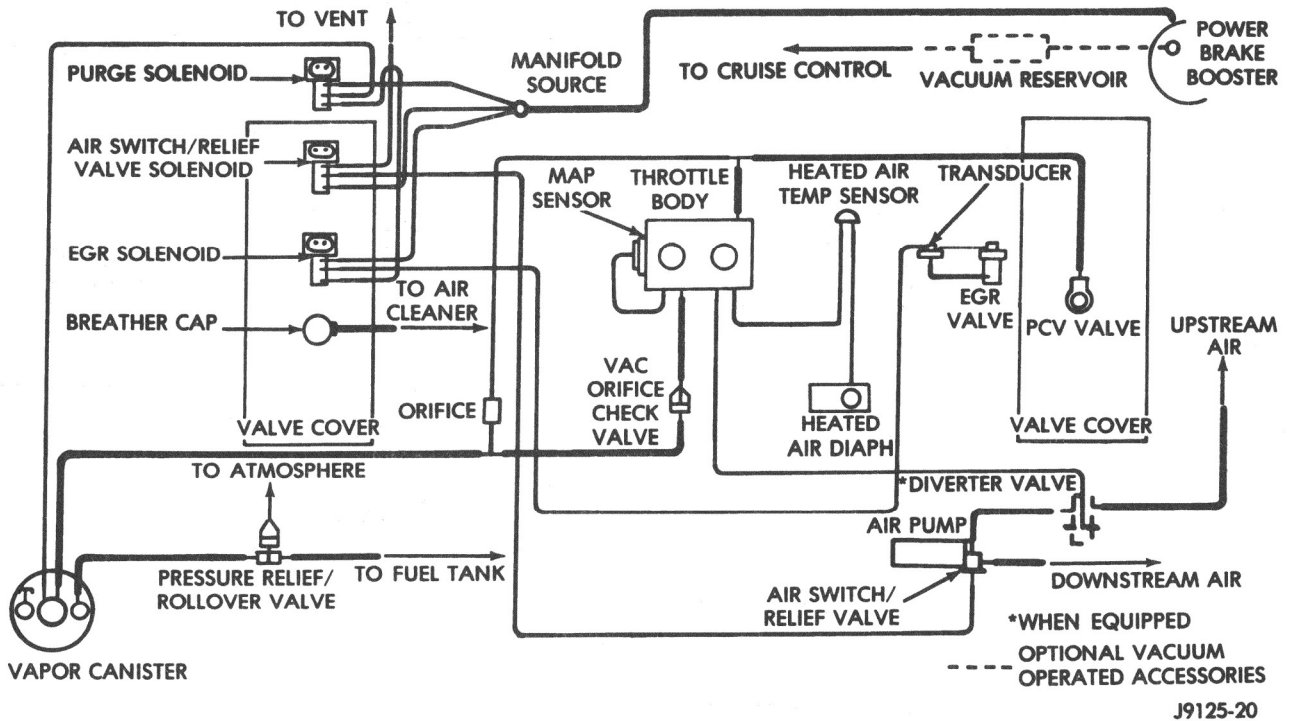 TO VENT
POWER
BRAKE
BOOSTER
MANIFOLD
SOURCE
PURGE SOLENOID
TO CRUISE CONTROL
VACUUM RESERVOIR
AIR SWITCH/RELIEF
VALVE SOLENOID
MAP
SENSOR
THROTTLE
BODY
HEATED AIR
TEMP SENSOR
TRANSDUCER
EGR SOLENOID
TO AIR
CLEANER
EGR
VALVE
BREATHER CAP
PCV VALVE
UPSTREAM
AIR
VAC
ORIFICE
CHECK
VALVE
ORIFICE
HEATED
AIR DIAPH
VALVE COVER
VALVE COVER
TO ATMOSPHERE
*DIVERTER VALVE
AIR PUMP
PRESSURE RELIEF/
ROLLOVER VALVE
TO FUEL TANK
DOWNSTREAM AIR
AIR SWITCH/
RELIEF VALVE
T
*WHEN EQUIPPED
VAPOR CANISTER
OPTIONAL VACUUM
OPERATED ACCESSORIES
J9125-20